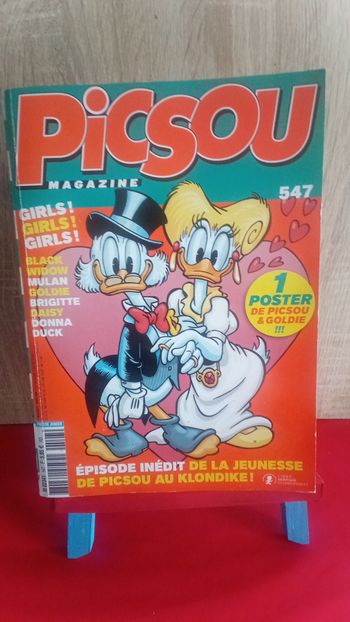 PICSOU
MAGAZINE
547
GIRLS!
GIRLS!
GIRLS!
BLACK
WIDOW
MULAN
GOLDIE
BRIGITTE
DAISY
DONNA
DUCK
1
POSTER
DE PICSOU
& GOLDIE
!!!
ÉPISODE INÉDIT DE LA JEUNESSE
DE PICSOU AU KLONDIKE!